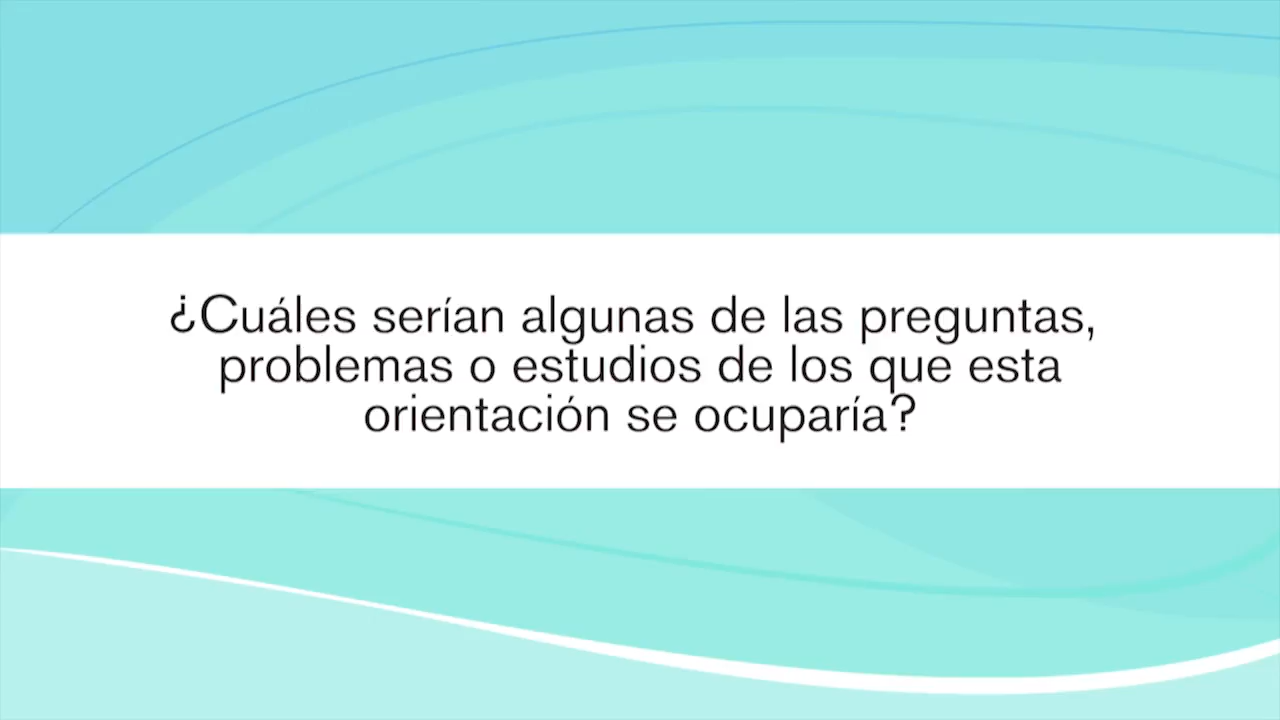 ¿Cuáles serían algunas de las preguntas,
problemas o estudios de los que esta
orientación se ocuparía?